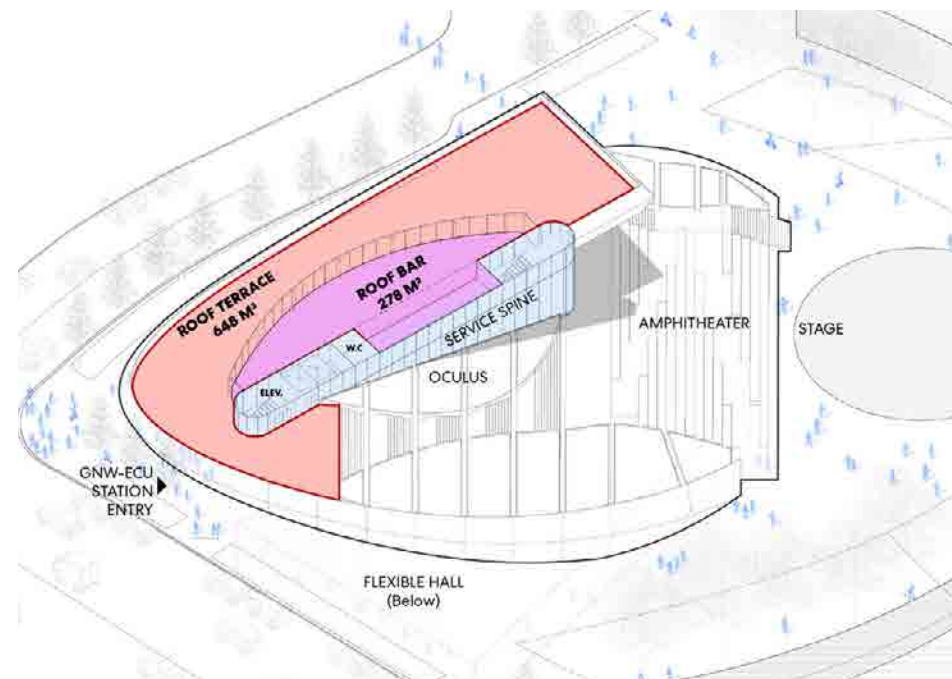 ROOF TERRACE
648 M²
ROOF BAR
278 M²
W.C
SERVICE SPINE
ELEV.
OCULUS
AMPHITHEATER
STAGE
GNW-ECU
STATION
ENTRY
FLEXIBLE HALL
(Below)